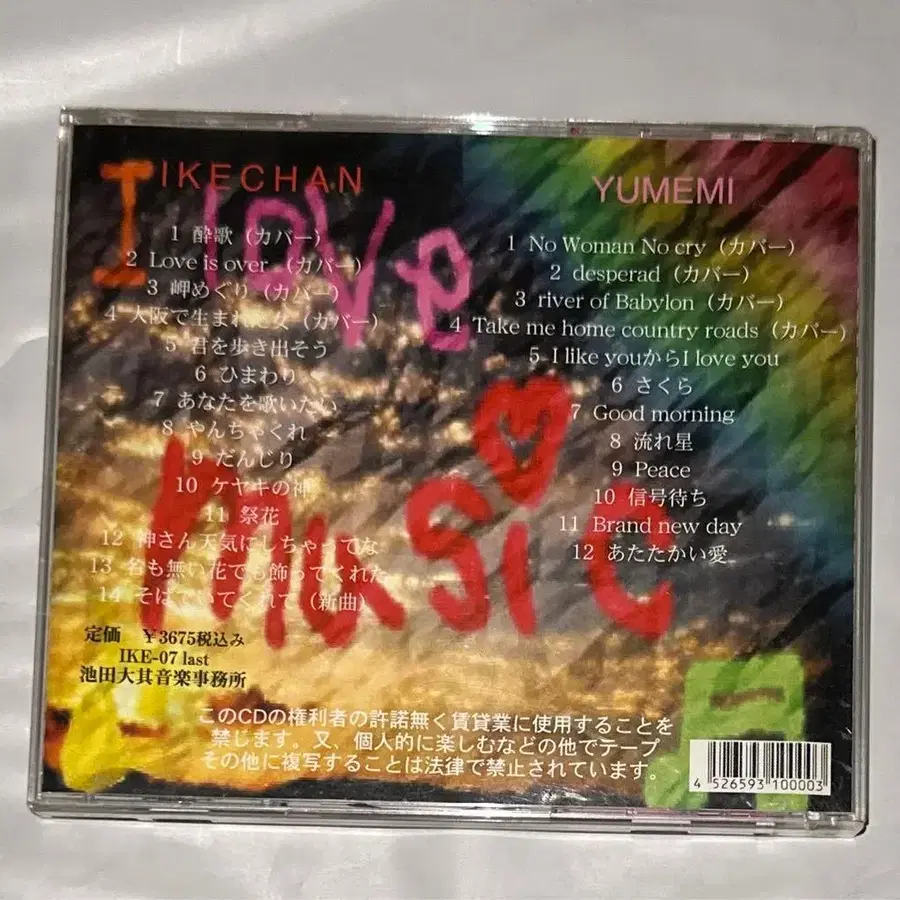 I Love
music
IKECHAN
1 酔歌（カバー）
2 Love is over （カバー）
3 岬めぐり（カバー）
4 大阪で生まれた女（カバー）
5 君を歩き出そう
6 ひまわり
7 あなたを歌いたい
8 やんちゃくれ
9 だんじり
10 ケヤキの神
11 祭花
12 神さん天気にしちゃってな
13 名も無い花でも飾ってくれた
14 そばでいてくれて（新曲）
定価 ￥3675税込み
IKE-07 last
池田大其音楽事務所
YUMEMI
1 No Woman No cry（カバー）
2 desperad（カバー）
3 river of Babylon（カバー）
4 Take me home country roads（カバー）
5 I like youからI love you
6 さくら
7 Good morning
8 流れ星
9 Peace
10 信号待ち
11 Brand new day
12 あたたかい愛
このCDの権利者の許諾無く賃貸業に使用することを
禁じます。又、個人的に楽しむなどの他でテープ
その他に複写することは法律で禁止されています。
4 526593 100003